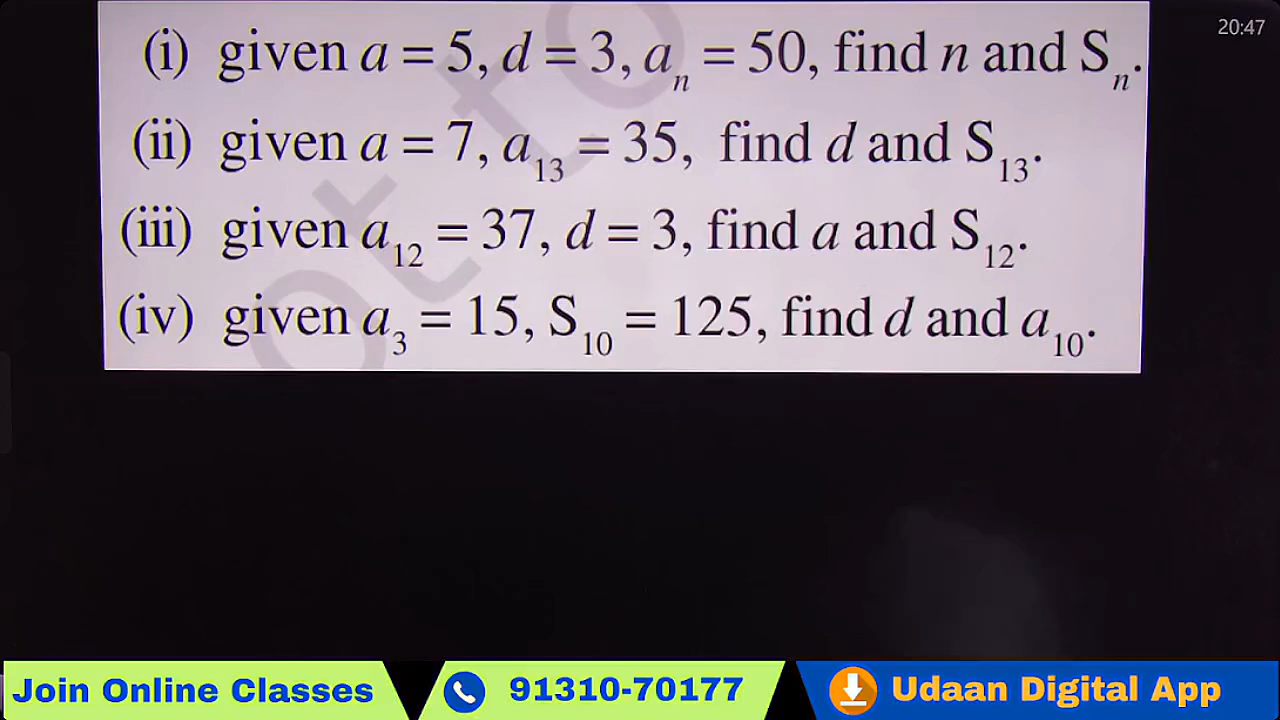 20:47
(i) given a = 5, d = 3, aₙ = 50, find n and Sₙ.
(ii) given a = 7, a₁₃ = 35, find d and S₁₃.
(iii) given a₁₂ = 37, d = 3, find a and S₁₂.
(iv) given a₃ = 15, S₁₀ = 125, find d and a₁₀.
Join Online Classes 91310-70177 Udaan Digital App